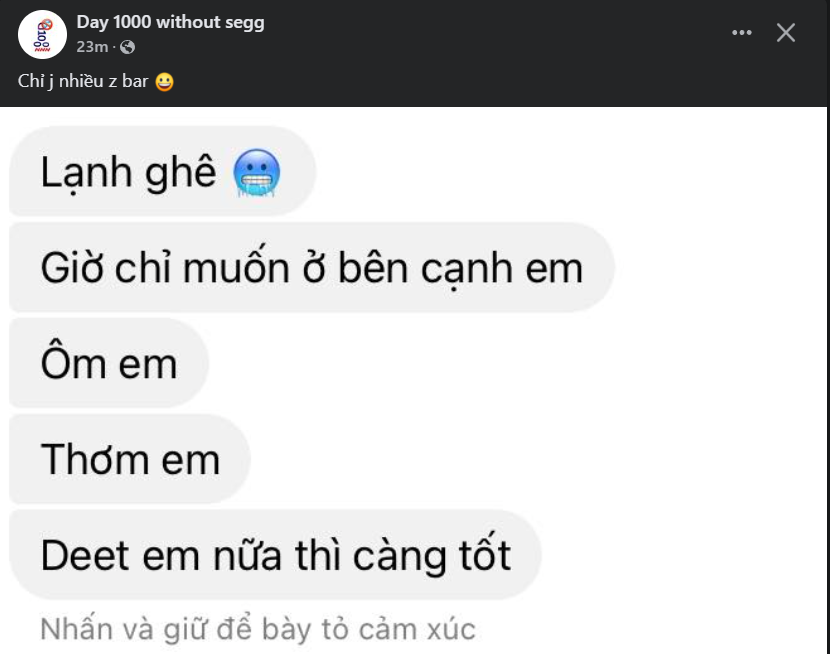 Day 1000 without segg
23m ·
Chỉ j nhiều z bar 😀
Lạnh ghê 🥶
Giờ chỉ muốn ở bên cạnh em
Ôm em
Thơm em
Deet em nữa thì càng tốt
Nhấn và giữ để bày tỏ cảm xúc